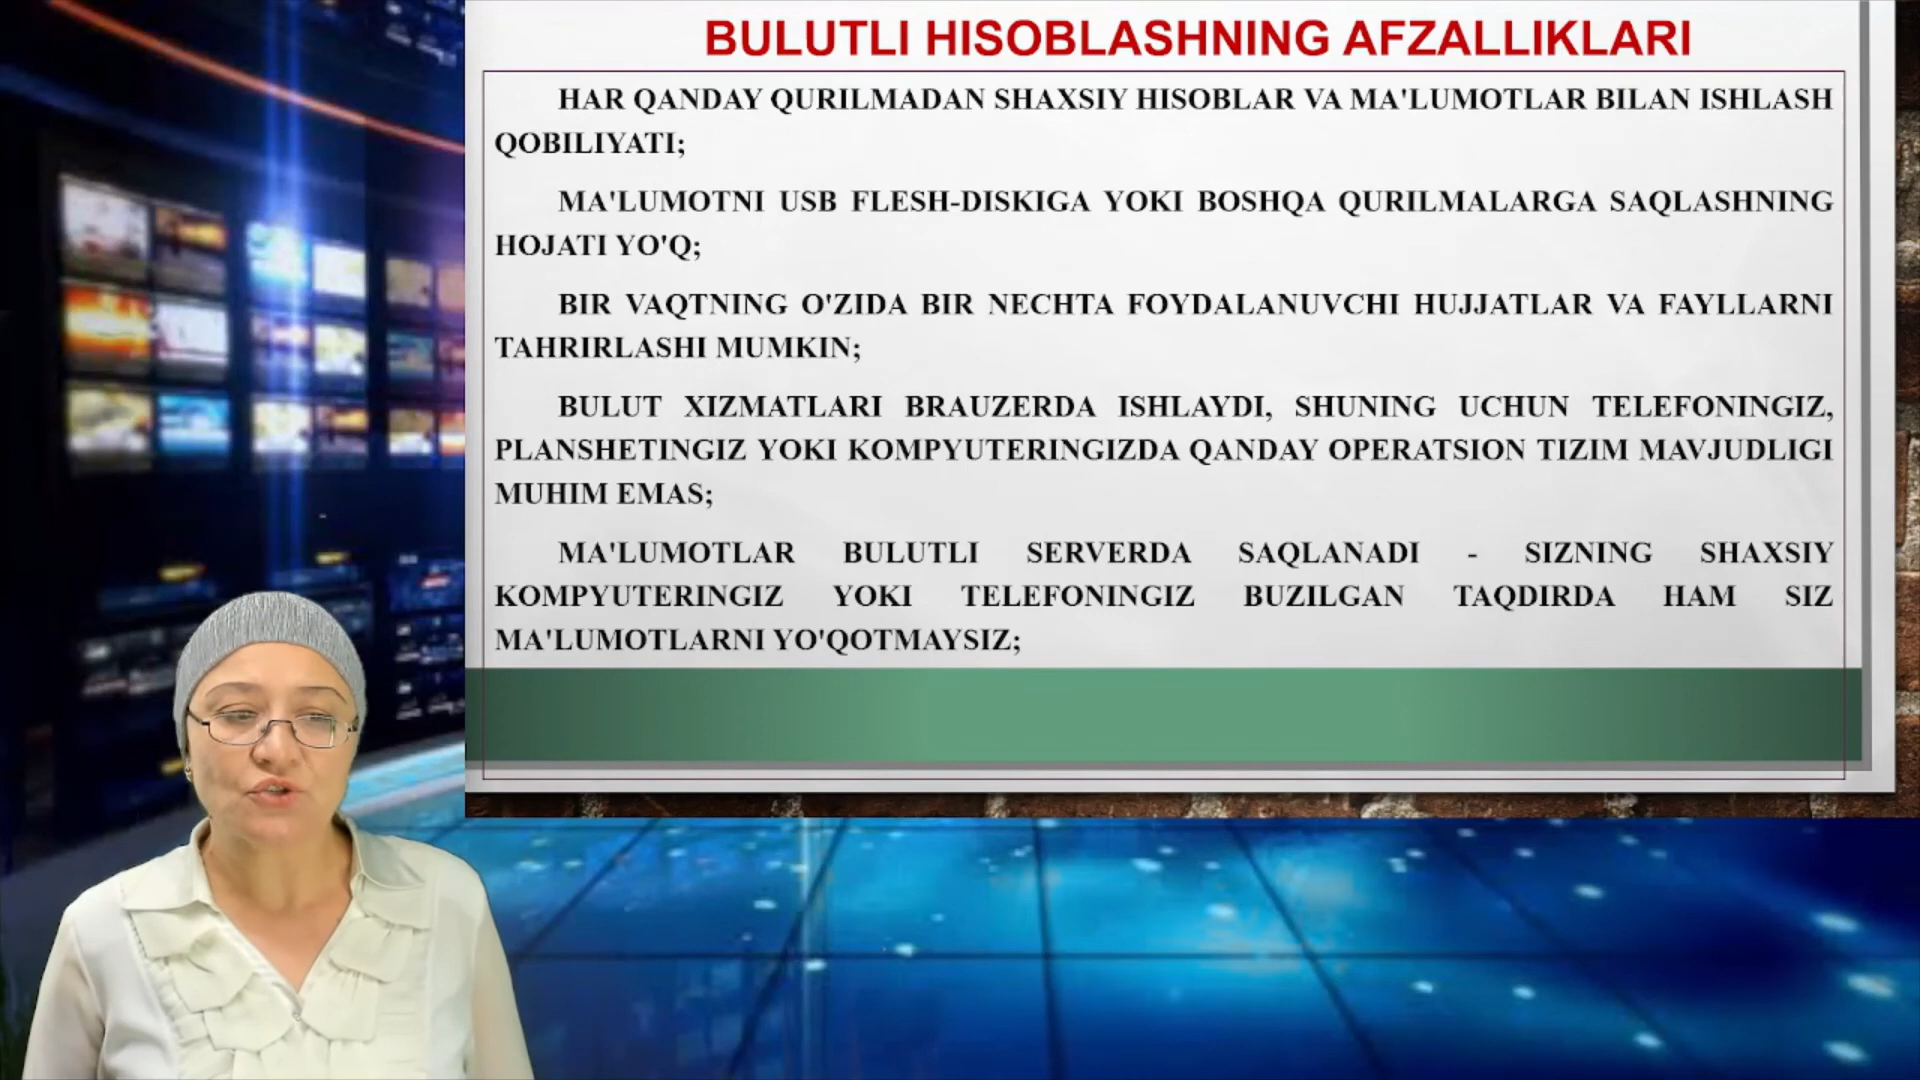 BULUTLI HISOBLASHNING AFZALLIKLARI
HAR QANDAY QURILMADAN SHAXSIY HISOBLAR VA MA'LUMOTLAR BILAN ISHLASH
QOBILIYATI;
MA'LUMOTNI USB FLESH-DISKIGA YOKI BOSHQA QURILMALARGA SAQLASHNING
HOJATI YO'Q;
BIR VAQTNING O'ZIDA BIR NECHTA FOYDALANUVCHI HUJJATLAR VA FAYLLARNI
TAHRIRLASHI MUMKIN;
BULUT XIZMATLARI BRAUZERDA ISHLAYDI, SHUNING UCHUN TELEFONINGIZ,
PLANSHETINGIZ YOKI KOMPYUTERINGIZDA QANDAY OPERATSION TIZIM MAVJUDLIGI
MUHIM EMAS;
MA'LUMOTLAR BULUTLI SERVERDA SAQLANADI - SIZNING SHAXSIY
KOMPYUTERINGIZ YOKI TELEFONINGIZ BUZILGAN TAQDIRDA HAM SIZ
MA'LUMOTLARNI YO'QOTMAYSIZ;